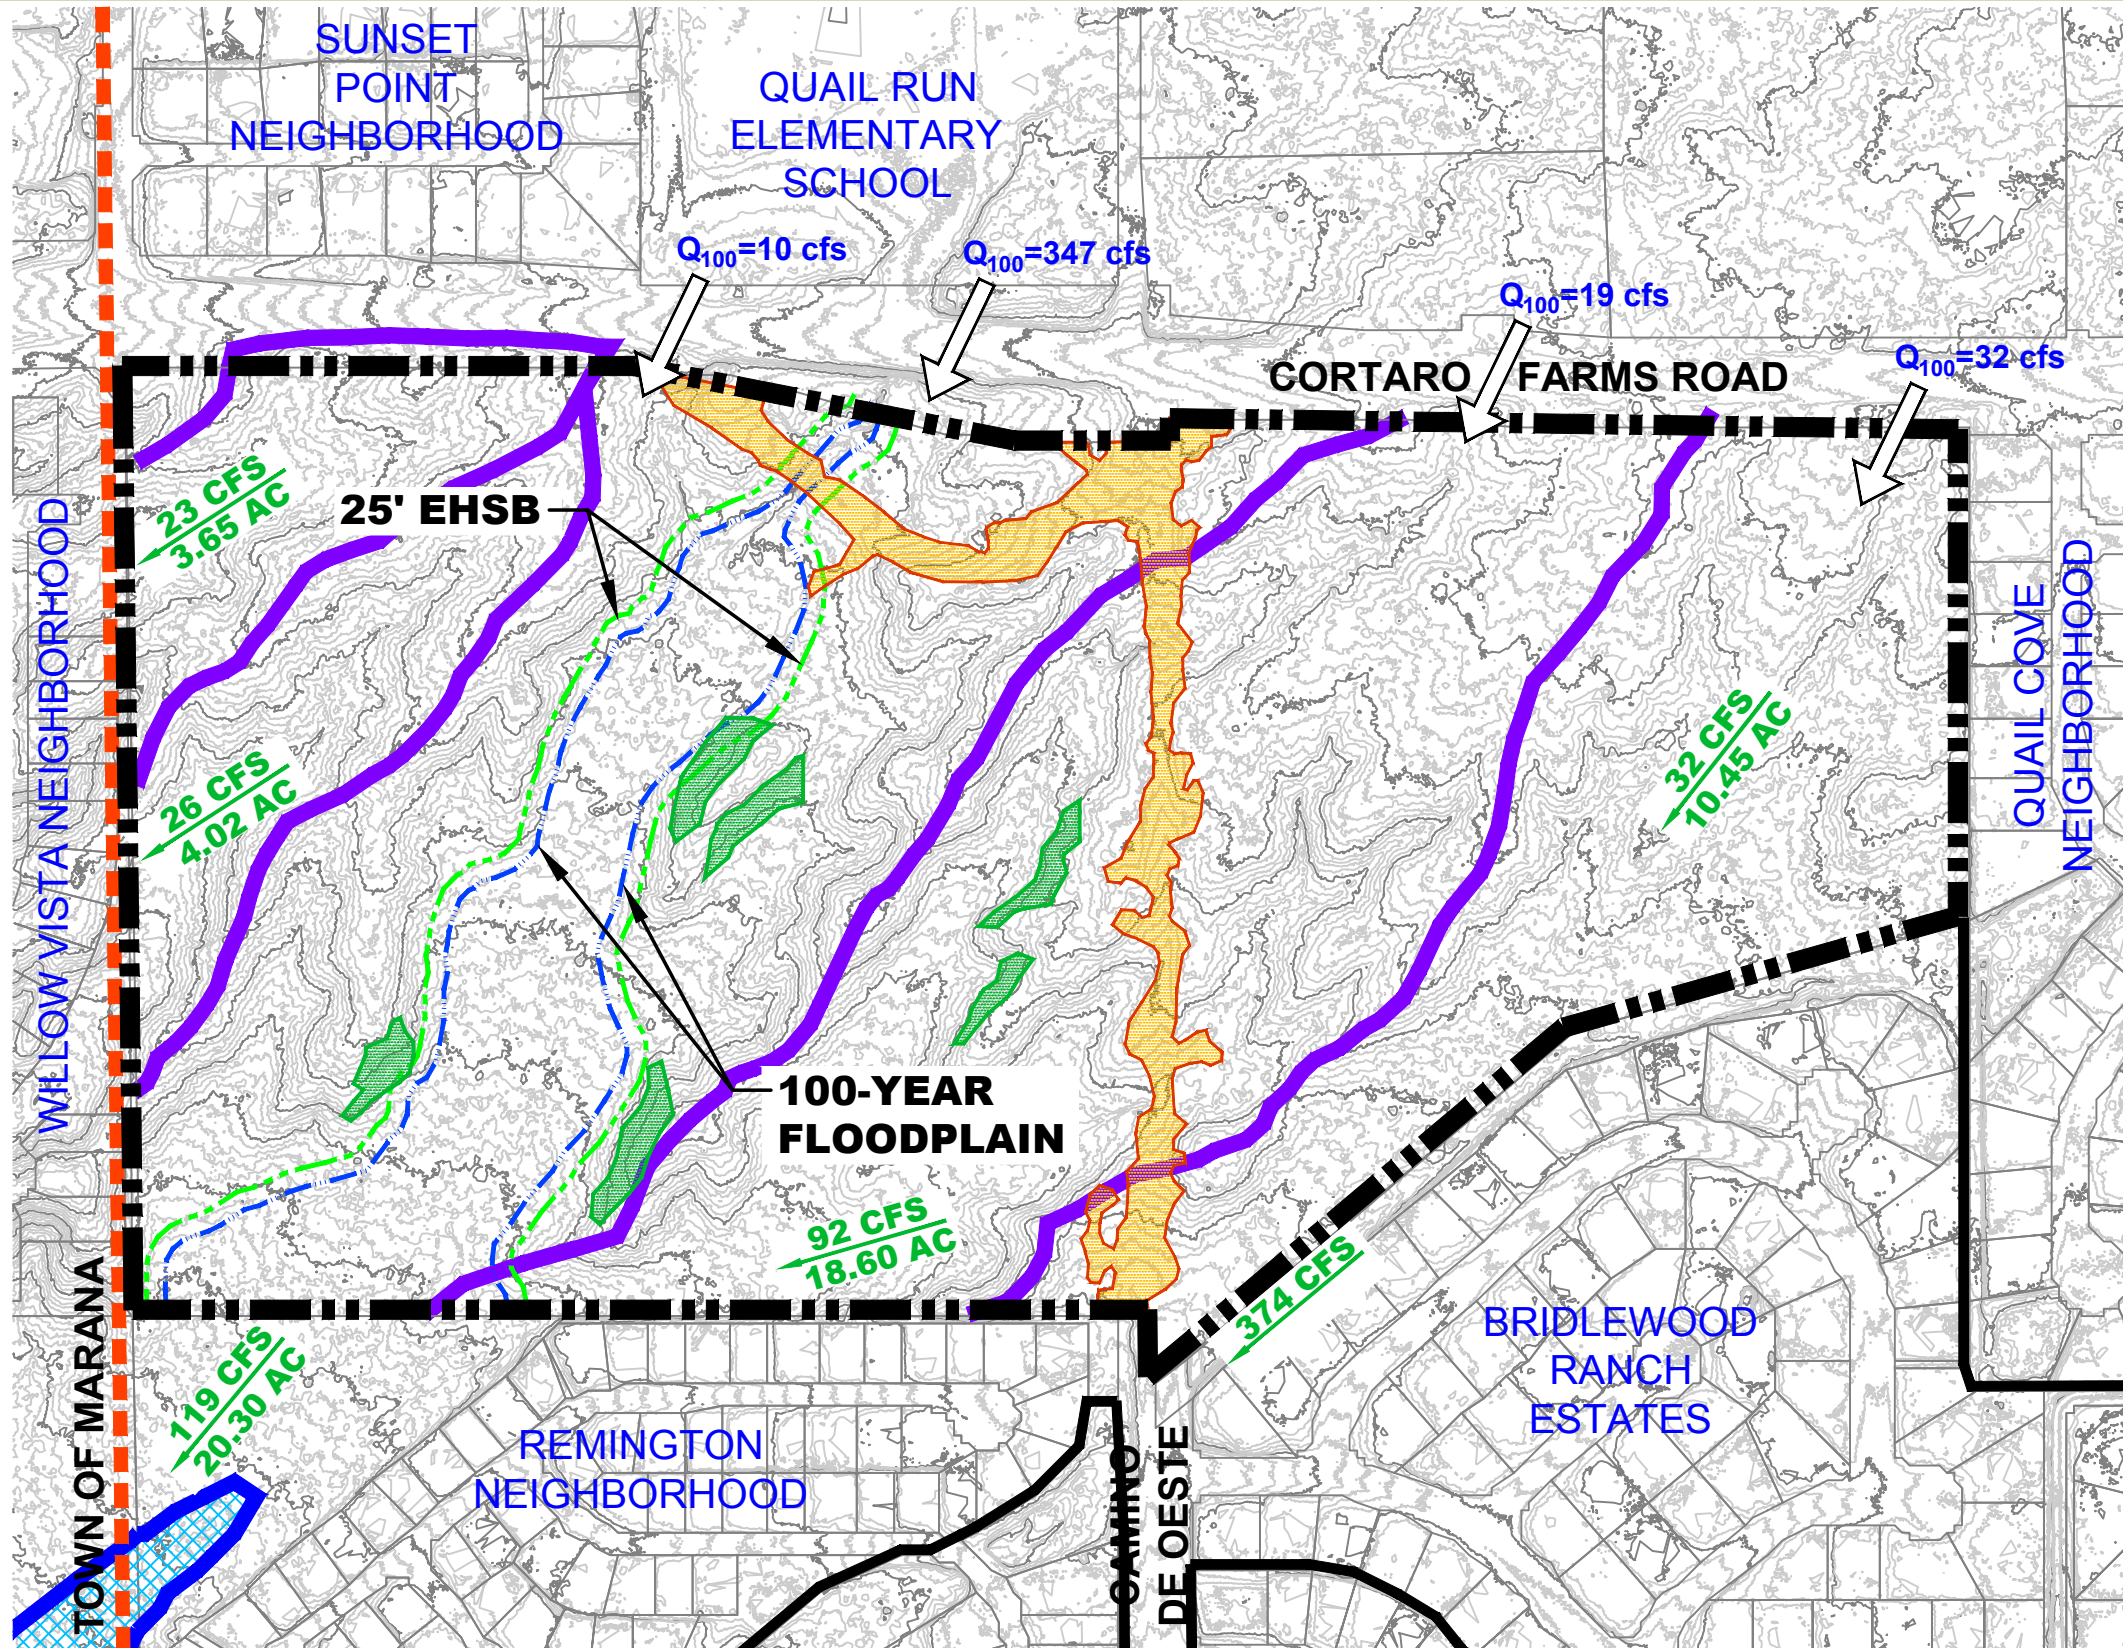 SUNSET
POINT
NEIGHBORHOOD
QUAIL RUN
ELEMENTARY
SCHOOL
Q100=10 cfs
Q100=347 cfs
Q100=19 cfs
Q100=32 cfs
CORTARO FARMS ROAD
23 CFS
3.65 AC
25' EHSB
WILLOW VISTA NEIGHBORHOOD
QUAIL COVE
NEIGHBORHOOD
32 CFS
10.45 AC
26 CFS
4.02 AC
100-YEAR
FLOODPLAIN
92 CFS
18.60 AC
374 CFS
119 CFS
20.30 AC
TOWN OF MARANA
REMINGTON
NEIGHBORHOOD
CAMINO
DE OESTE
BRIDLEWOOD
RANCH
ESTATES